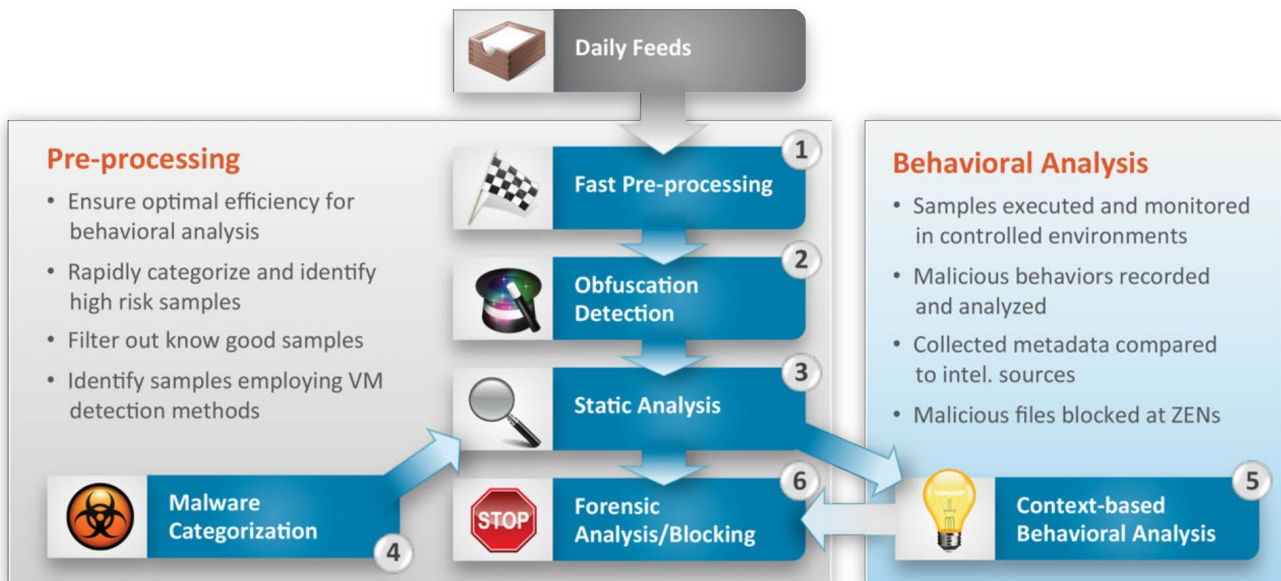 Daily Feeds
Pre-processing
• Ensure optimal efficiency for
behavioral analysis
• Rapidly categorize and identify
high risk samples
• Filter out know good samples
• Identify samples employing VM
detection methods
1
Fast Pre-processing
2
Obfuscation
Detection
3
Static Analysis
Malware
Categorization
4
6
Forensic
Analysis/Blocking
STOP
Behavioral Analysis
• Samples executed and monitored
in controlled environments
• Malicious behaviors recorded
and analyzed
• Collected metadata compared
to intel. sources
• Malicious files blocked at ZENs
5
Context-based
Behavioral Analysis